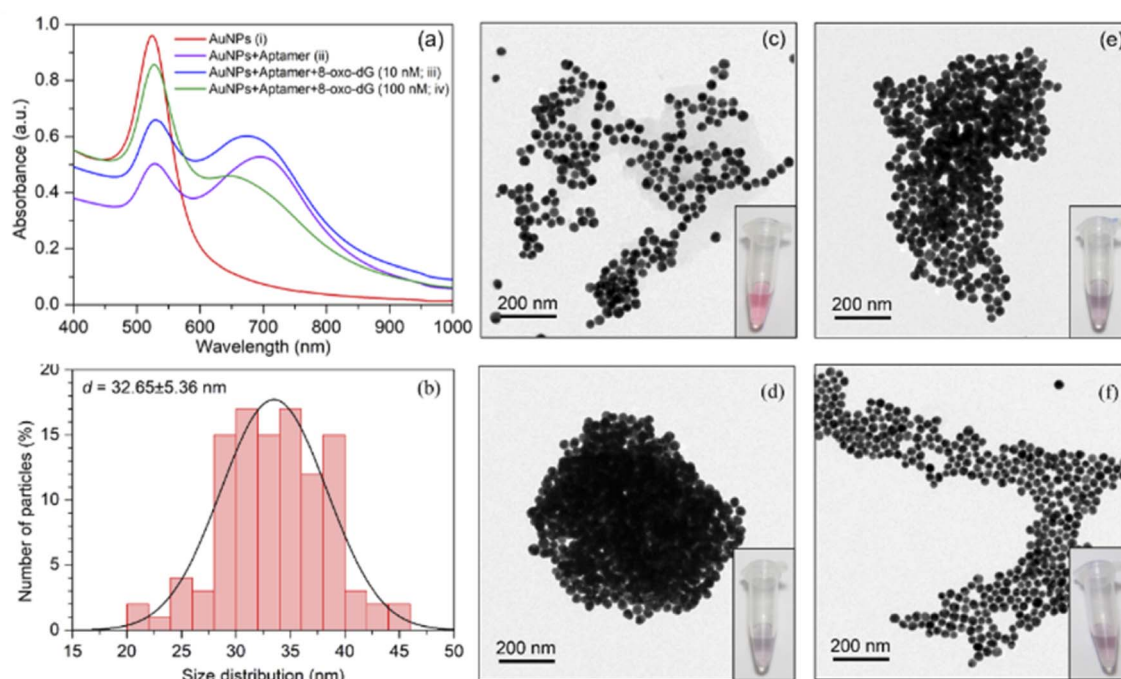 (a)
AuNPs (i)
AuNPs+Aptamer (ii)
AuNPs+Aptamer+8-oxo-dG (10 nM; iii)
AuNPs+Aptamer+8-oxo-dG (100 nM; iv)
1.0
0.8
0.6
0.4
0.2
0.0
Absorbance (a.u.)
400 500 600 700 800 900 1000
Wavelength (nm)
(c)
200 nm
(e)
200 nm
(b)
d = 32.65±5.36 nm
20
15
10
5
0
Number of particles (%)
15 20 25 30 35 40 45 50
Size distribution (nm)
(d)
200 nm
(f)
200 nm